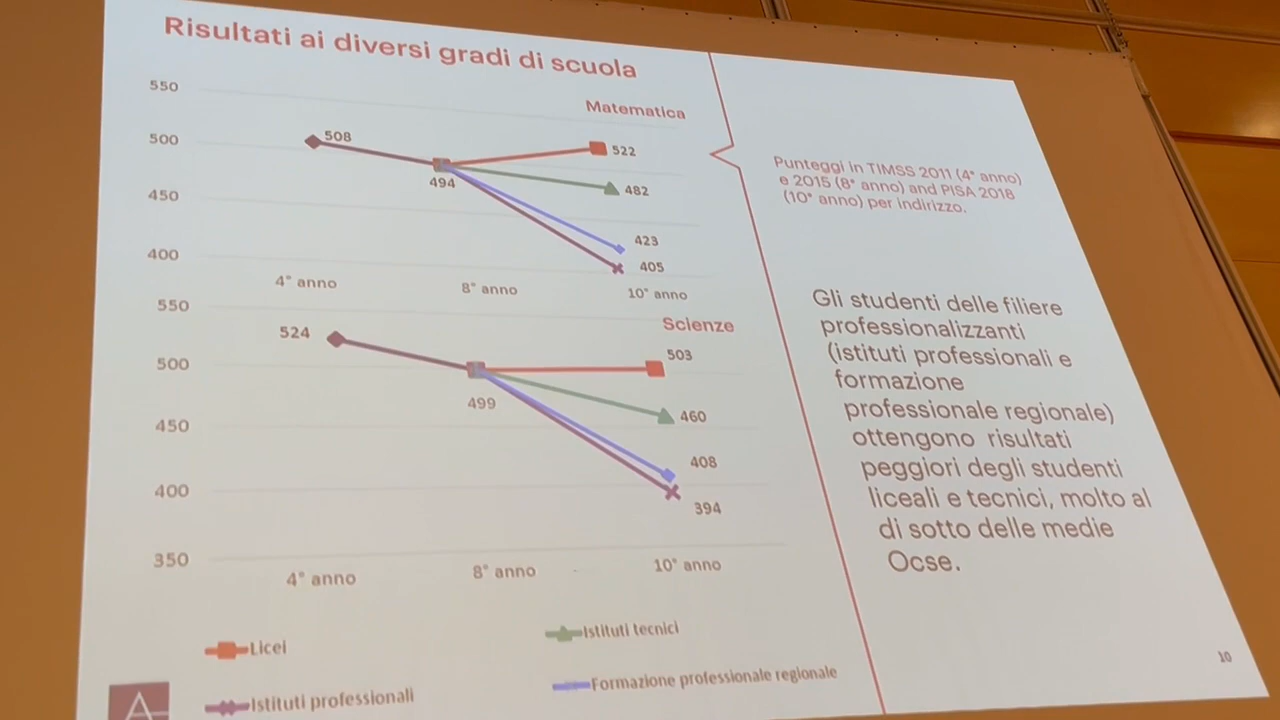 Risultati ai diversi gradi di scuola
Matematica
550
500
450
400
508
494
522
482
423
405
4° anno
8° anno
10° anno
Scienze
550
500
450
400
350
524
499
503
460
408
394
4° anno
8° anno
10° anno
Licei
Istituti tecnici
Istituti professionali
Formazione professionale regionale
Punteggi in TIMSS 2011 (4° anno)
e 2015 (8° anno) and PISA 2018
(10° anno) per indirizzo.
Gli studenti delle filiere
professionalizzanti
(istituti professionali e
formazione
professionale regionale)
ottengono risultati
peggiori degli studenti
liceali e tecnici, molto al
di sotto delle medie
Ocse.
10
A